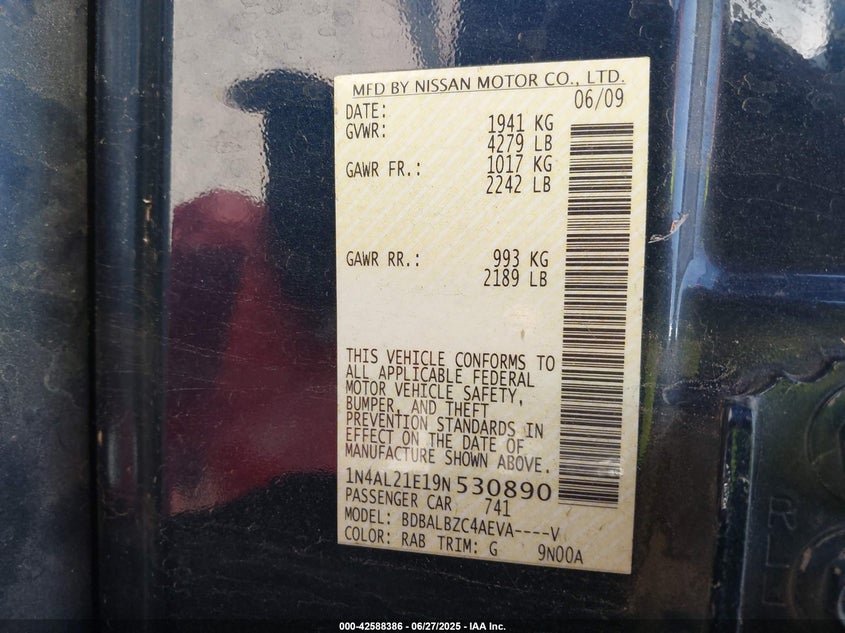 MFD BY NISSAN MOTOR CO., LTD.
DATE: 06/09
GVWR: 1941 KG
4279 LB
GAWR FR.: 1017 KG
2242 LB
GAWR RR.: 993 KG
2189 LB
THIS VEHICLE CONFORMS TO
ALL APPLICABLE FEDERAL
MOTOR VEHICLE SAFETY,
BUMPER, AND THEFT
PREVENTION STANDARDS IN
EFFECT ON THE DATE OF
MANUFACTURE SHOWN ABOVE.
1N4AL21E19N530890
PASSENGER CAR 741
MODEL: BDBALBZC4AEVA----V
COLOR: RAB TRIM: G 9N00A
000-42588386 - 06/27/2025 - IAA Inc.